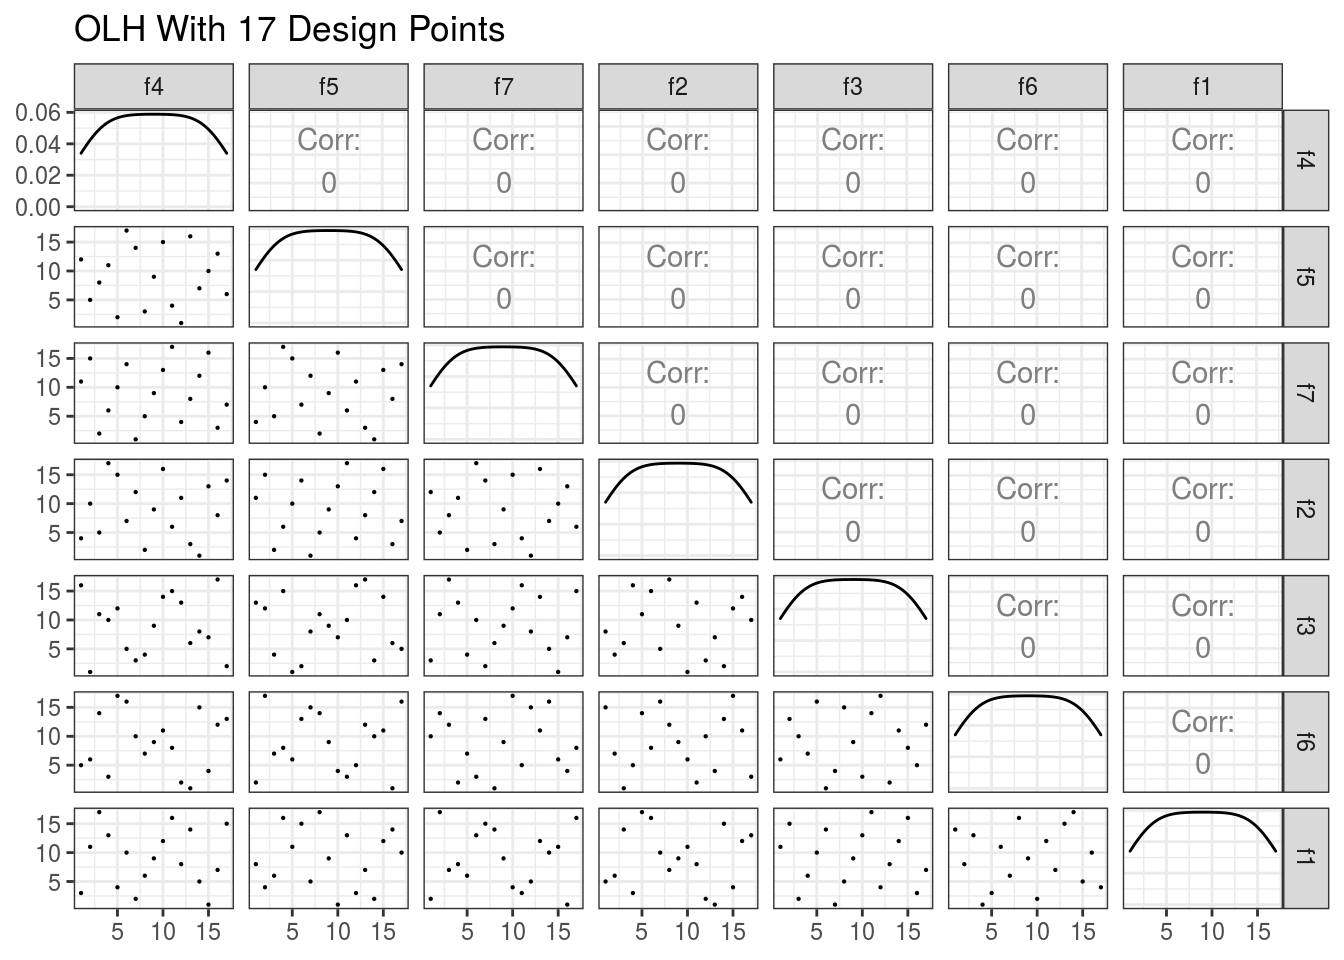 OLH With 17 Design Points
f4 f5 f7 f2 f3 f6 f1
0.06
0.04
0.02
0.00
Corr: Corr: Corr: Corr: Corr: Corr:
0 0 0 0 0 0
f4
15
10
5
Corr: Corr: Corr: Corr: Corr:
0 0 0 0 0
f5
15
10
5
Corr: Corr: Corr: Corr:
0 0 0 0
f7
15
10
5
Corr: Corr: Corr:
0 0 0
f2
15
10
5
Corr: Corr:
0 0
f3
15
10
5
Corr:
0
f6
15
10
5
f1
5 10 15 5 10 15 5 10 15 5 10 15 5 10 15 5 10 15 5 10 15